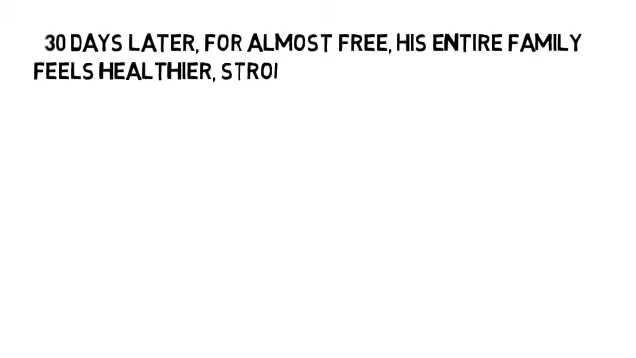 30 DAYS LATER, FOR ALMOST FREE, HIS ENTIRE FAMILY
FEELS HEALTHIER,